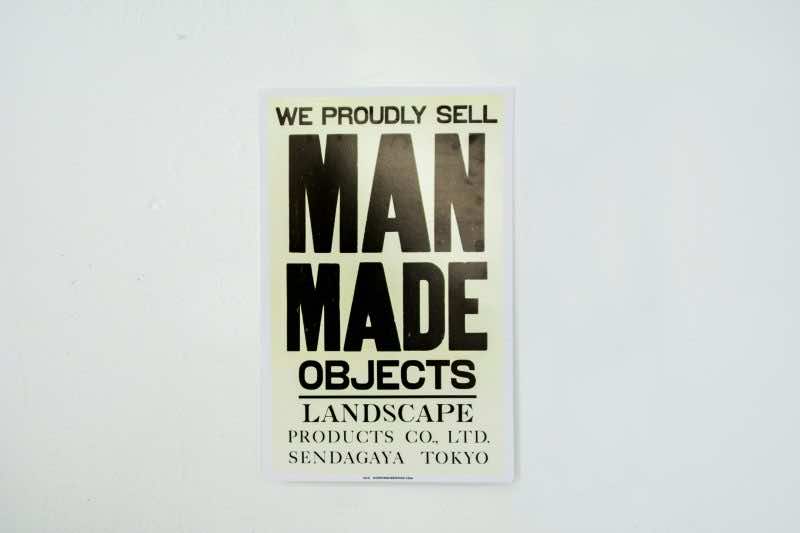 WE PROUDLY SELL
MAN
MADE
OBJECTS
LANDSCAPE
PRODUCTS CO., LTD.
SENDAGAYA TOKYO